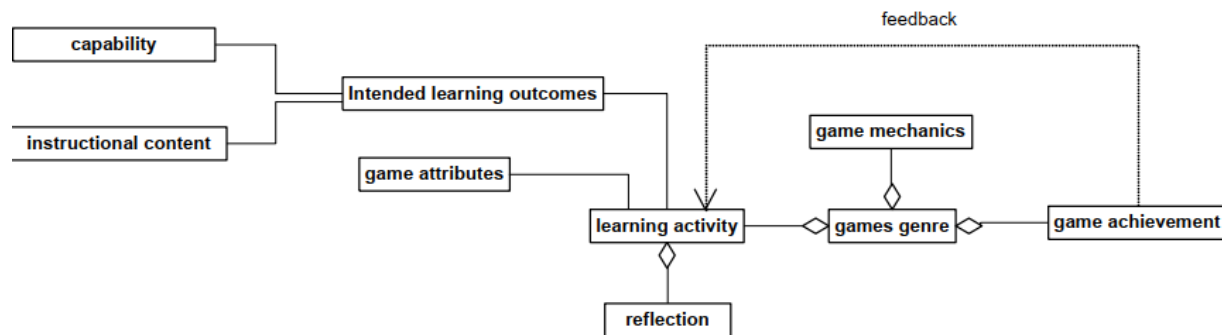 feedback
capability
Intended learning outcomes
instructional content
game mechanics
game attributes
learning activity
games genre
game achievement
reflection